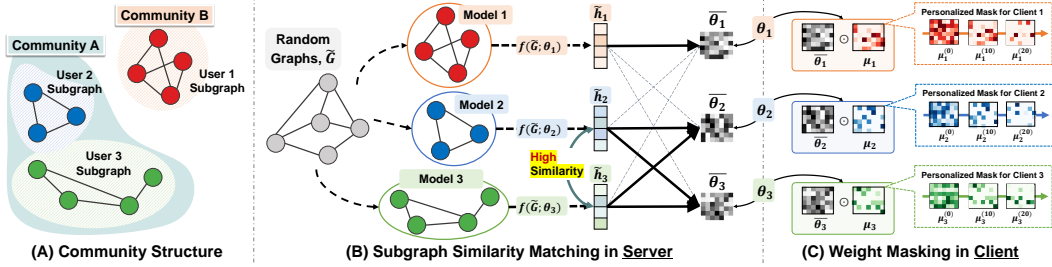 Community B
Community A
User 2
Subgraph
User 1
Subgraph
User 3
Subgraph
(A) Community Structure
Random
Graphs, G̃
Model 1
Model 2
Model 3
f(G̃; θ₁)
f(G̃; θ₂)
f(G̃; θ₃)
h̃₁
h̃₂
h̃₃
High
Similarity
θ̄₁
θ̄₂
θ̄₃
(B) Subgraph Similarity Matching in Server
θ₁
θ̄₁ ⊙ μ₁
Personalized Mask for Client 1
μ₁⁽⁰⁾ μ₁⁽¹⁰⁾ μ₁⁽²⁰⁾
θ₂
θ̄₂ ⊙ μ₂
Personalized Mask for Client 2
μ₂⁽⁰⁾ μ₂⁽¹⁰⁾ μ₂⁽²⁰⁾
θ₃
θ̄₃ ⊙ μ₃
Personalized Mask for Client 3
μ₃⁽⁰⁾ μ₃⁽¹⁰⁾ μ₃⁽²⁰⁾
(C) Weight Masking in Client